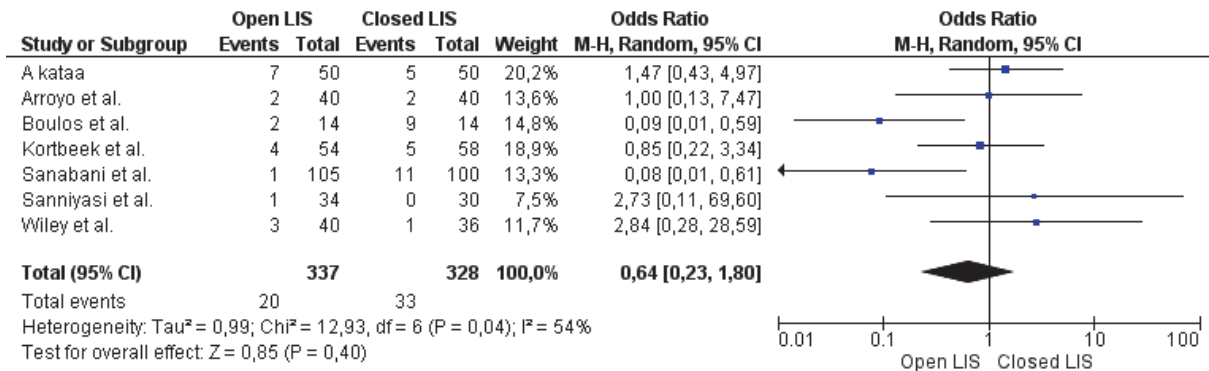 Open LIS Closed LIS Odds Ratio Odds Ratio
Study or Subgroup Events Total Events Total Weight M-H, Random, 95% CI M-H, Random, 95% CI
A kataa 7 50 5 50 20,2% 1,47 [0,43, 4,97]
Arroyo et al. 2 40 2 40 13,6% 1,00 [0,13, 7,47]
Boulos et al. 2 14 9 14 14,8% 0,09 [0,01, 0,59]
Kortbeek et al. 4 54 5 58 18,9% 0,85 [0,22, 3,34]
Sanabani et al. 1 105 11 100 13,3% 0,08 [0,01, 0,61]
Sanniyasi et al. 1 34 0 30 7,5% 2,73 [0,11, 69,60]
Wiley et al. 3 40 1 36 11,7% 2,84 [0,28, 28,59]
Total (95% CI) 337 328 100,0% 0,64 [0,23, 1,80]
Total events 20 33
Heterogeneity: Tau² = 0,99; Chi² = 12,93, df = 6 (P = 0,04); I² = 54%
Test for overall effect: Z = 0,85 (P = 0,40)
0.01 0.1 1 10 100
Open LIS Closed LIS